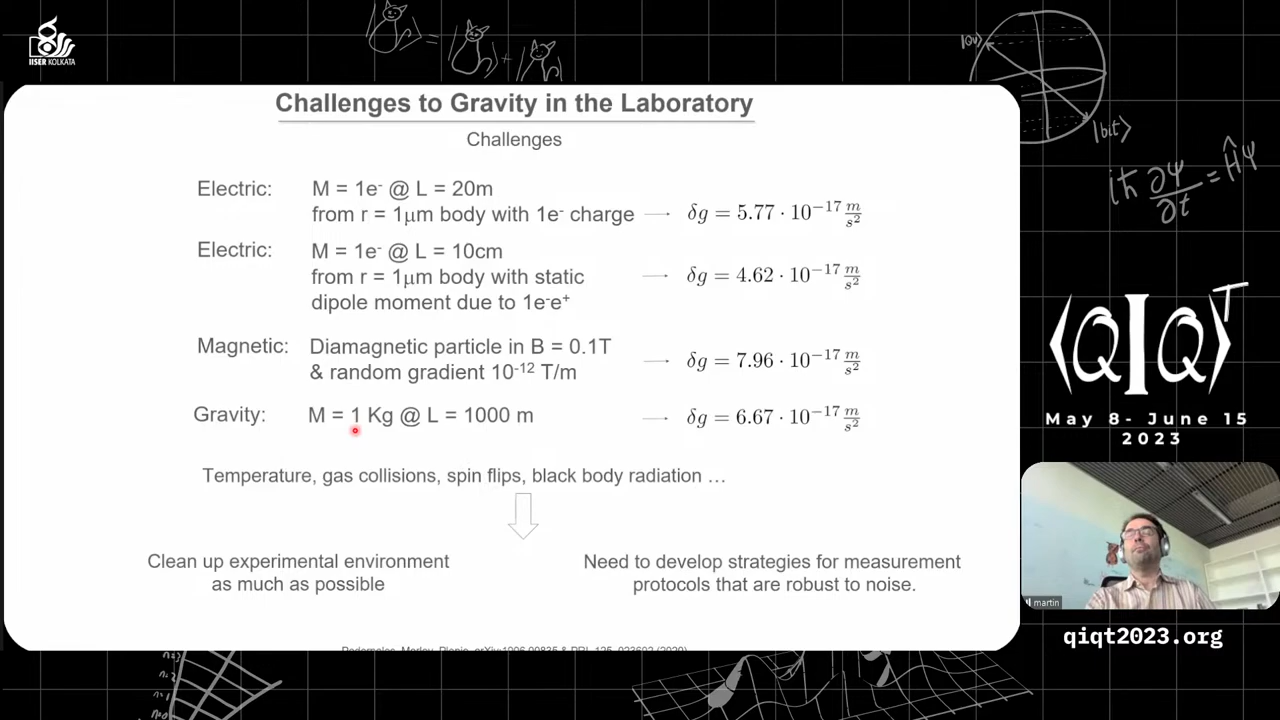 IISER KOLKATA
Challenges to Gravity in the Laboratory
Challenges
Electric: M = 1e⁻ @ L = 20m
from r = 1μm body with 1e⁻ charge → δg = 5.77 · 10⁻¹⁷ m/s²
Electric: M = 1e⁻ @ L = 10cm
from r = 1μm body with static → δg = 4.62 · 10⁻¹⁷ m/s²
dipole moment due to 1e⁻e⁺
Magnetic: Diamagnetic particle in B = 0.1T
& random gradient 10⁻¹² T/m → δg = 7.96 · 10⁻¹⁷ m/s²
Gravity: M = 1 Kg @ L = 1000 m → δg = 6.67 · 10⁻¹⁷ m/s²
Temperature, gas collisions, spin flips, black body radiation …
Clean up experimental environment
as much as possible
Need to develop strategies for measurement
protocols that are robust to noise.
|bit⟩
iħ ∂ψ/∂t = Ĥψ
⟨QIQ⟩ᵀ
May 8- June 15
2023
martin
qiqt2023.org
n=2
n=1
n=0